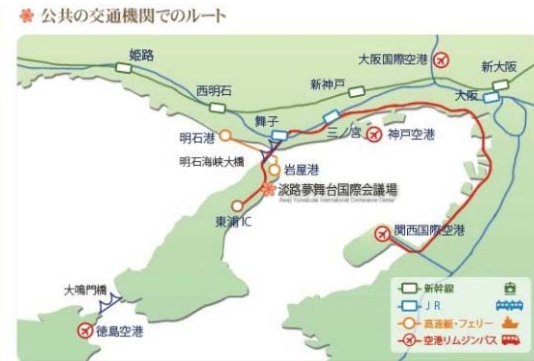 公共の交通機関でのルート
姫路
大阪国際空港
新大阪
西明石
新神戸
大阪
舞子
三ノ宮
神戸空港
明石港
明石海峡大橋
岩屋港
淡路夢舞台国際会議場
Awaji Yumebutai International Conference Center
東浦IC
関西国際空港
大鳴門橋
徳島空港
新幹線
JR
高速艇・フェリー
空港リムジンバス